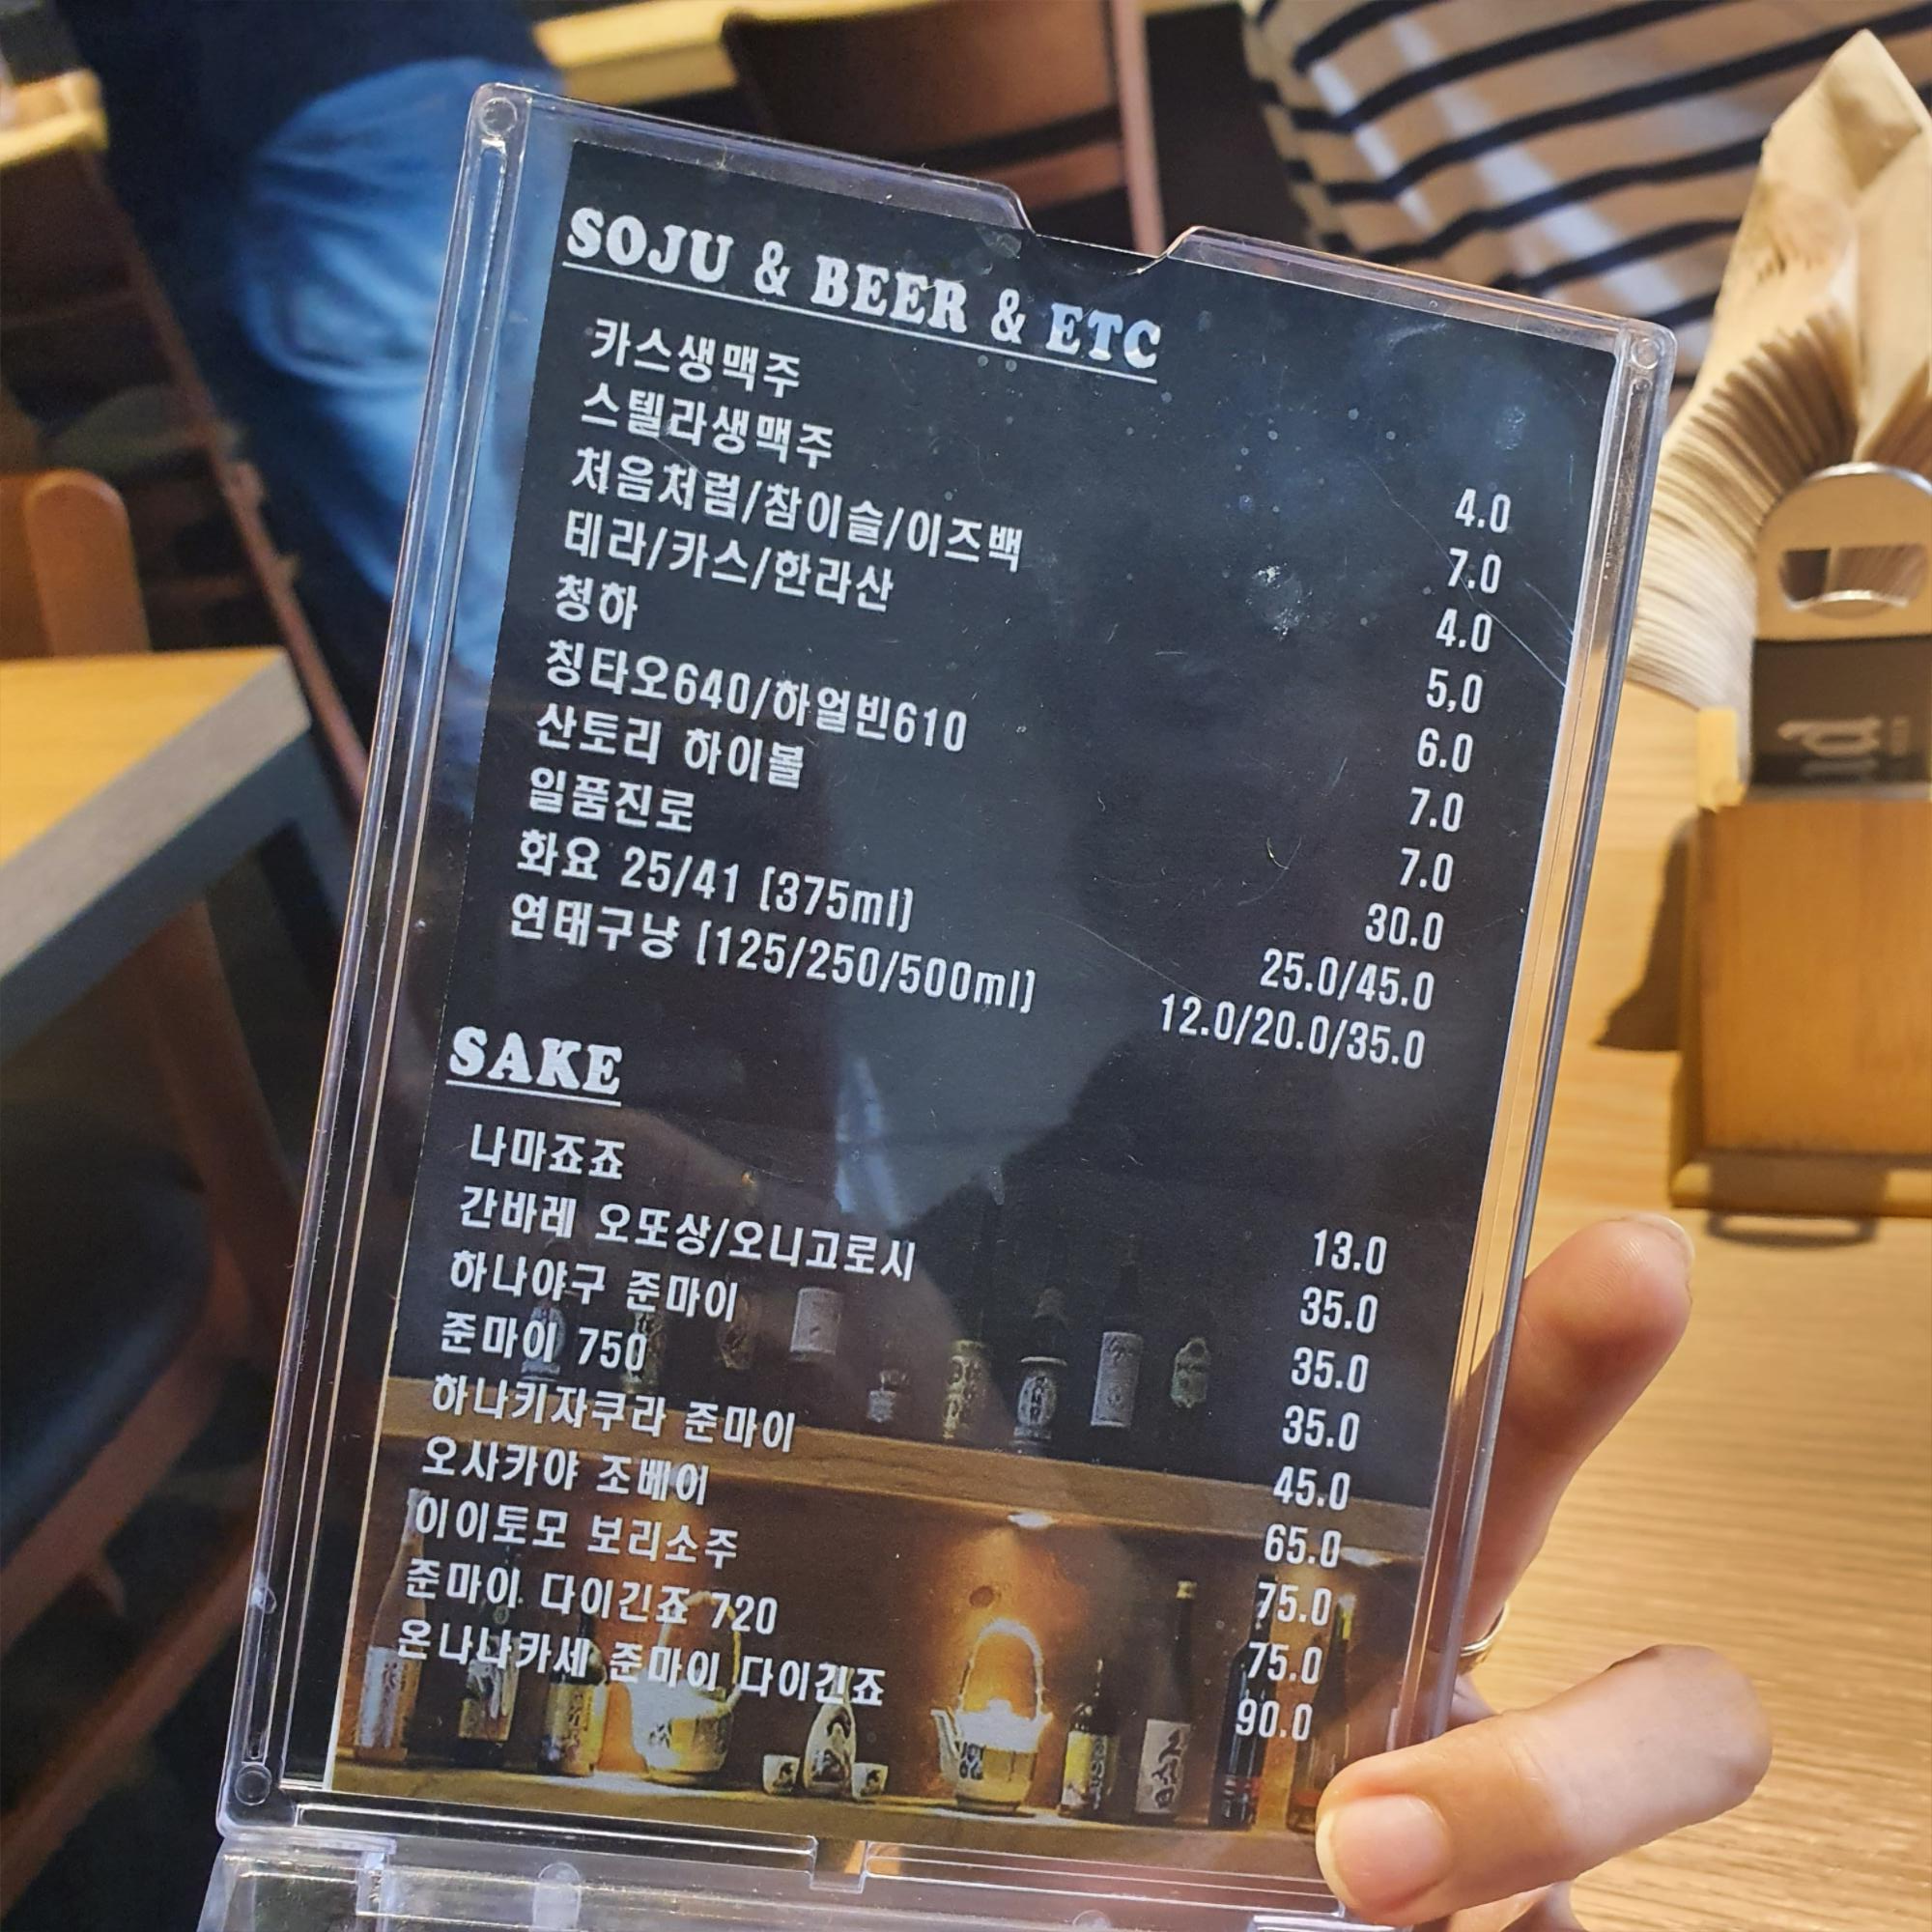 SOJU & BEER & ETC
카스생맥주 4.0
스텔라생맥주 7.0
처음처럼/참이슬/이즈백 4.0
테라/카스/한라산 5,0
청하 6.0
칭타오640/하얼빈610 7.0
산토리 하이볼 7.0
일품진로 30.0
화요 25/41 (375ml) 25.0/45.0
연태구냥 (125/250/500ml) 12.0/20.0/35.0
SAKE
나마죠죠 13.0
간바레 오또상/오니고로시 35.0
하나야구 준마이 35.0
준마이 750 35.0
하나키자쿠라 준마이 45.0
오사카야 조베이 65.0
이이토모 보리소주 75.0
준마이 다이긴죠 720 75.0
온나나카세 준마이 다이긴죠 90.0